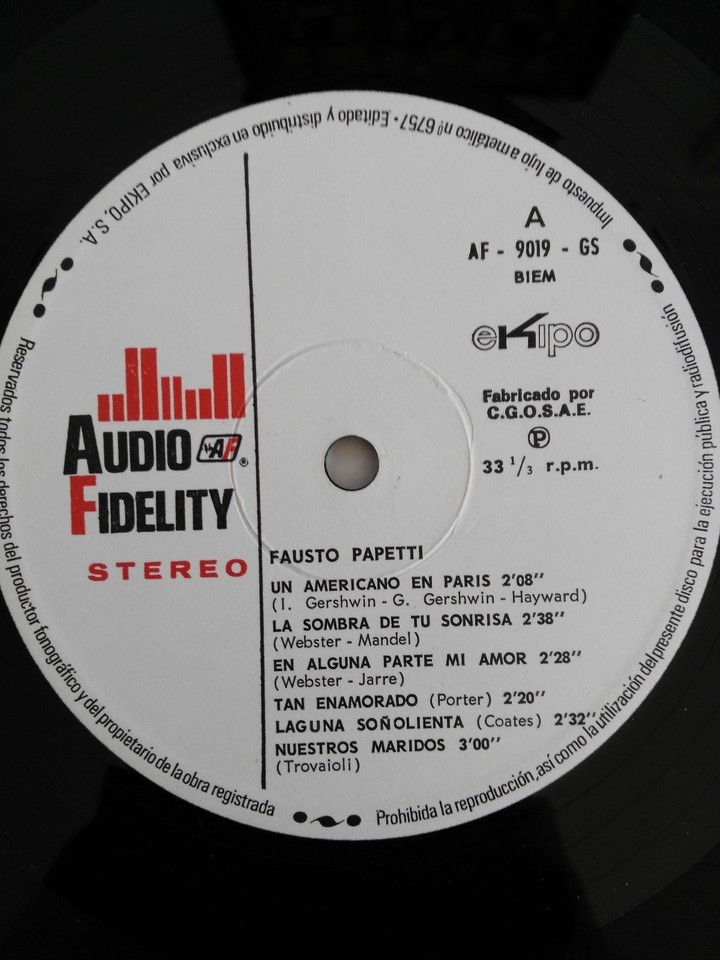 Impuesto de lujo a metálico nº 6757 • Editado y distribuido en exclusiva por EKIPO, S.A.
A
AF - 9019 - GS
BIEM
eKipo
Fabricado por
C.G.O.S.A.E.
℗
33 1/3 r.p.m.
AUDIO AF ®
FIDELITY
STEREO
FAUSTO PAPETTI
UN AMERICANO EN PARIS 2'08''
(I. Gershwin - G. Gershwin - Hayward)
LA SOMBRA DE TU SONRISA 2'38''
(Webster - Mandel)
EN ALGUNA PARTE MI AMOR 2'28''
(Webster - Jarre)
TAN ENAMORADO (Porter) 2'20''
LAGUNA SOÑOLIENTA (Coates) 2'32''
NUESTROS MARIDOS 3'00''
(Trovaioli)
Reservados todos los derechos del productor fonográfico y del propietario de la obra registrada
Prohibida la reproducción, así como la utilización del presente disco para la ejecución pública y radiodifusión